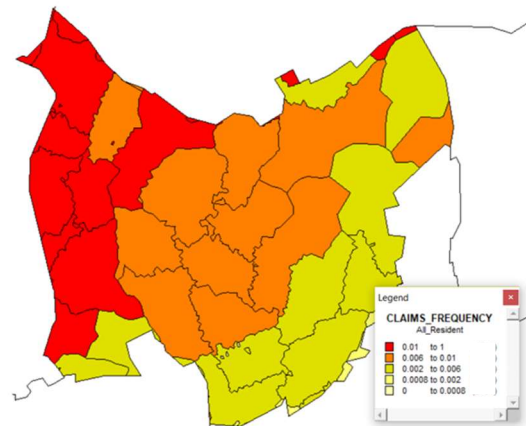 Legend
CLAIMS_FREQUENCY
All_Resident
0.01 to 1 )
0.006 to 0.01 )
0.002 to 0.006 )
0.0008 to 0.002 )
0 to 0.0008 )